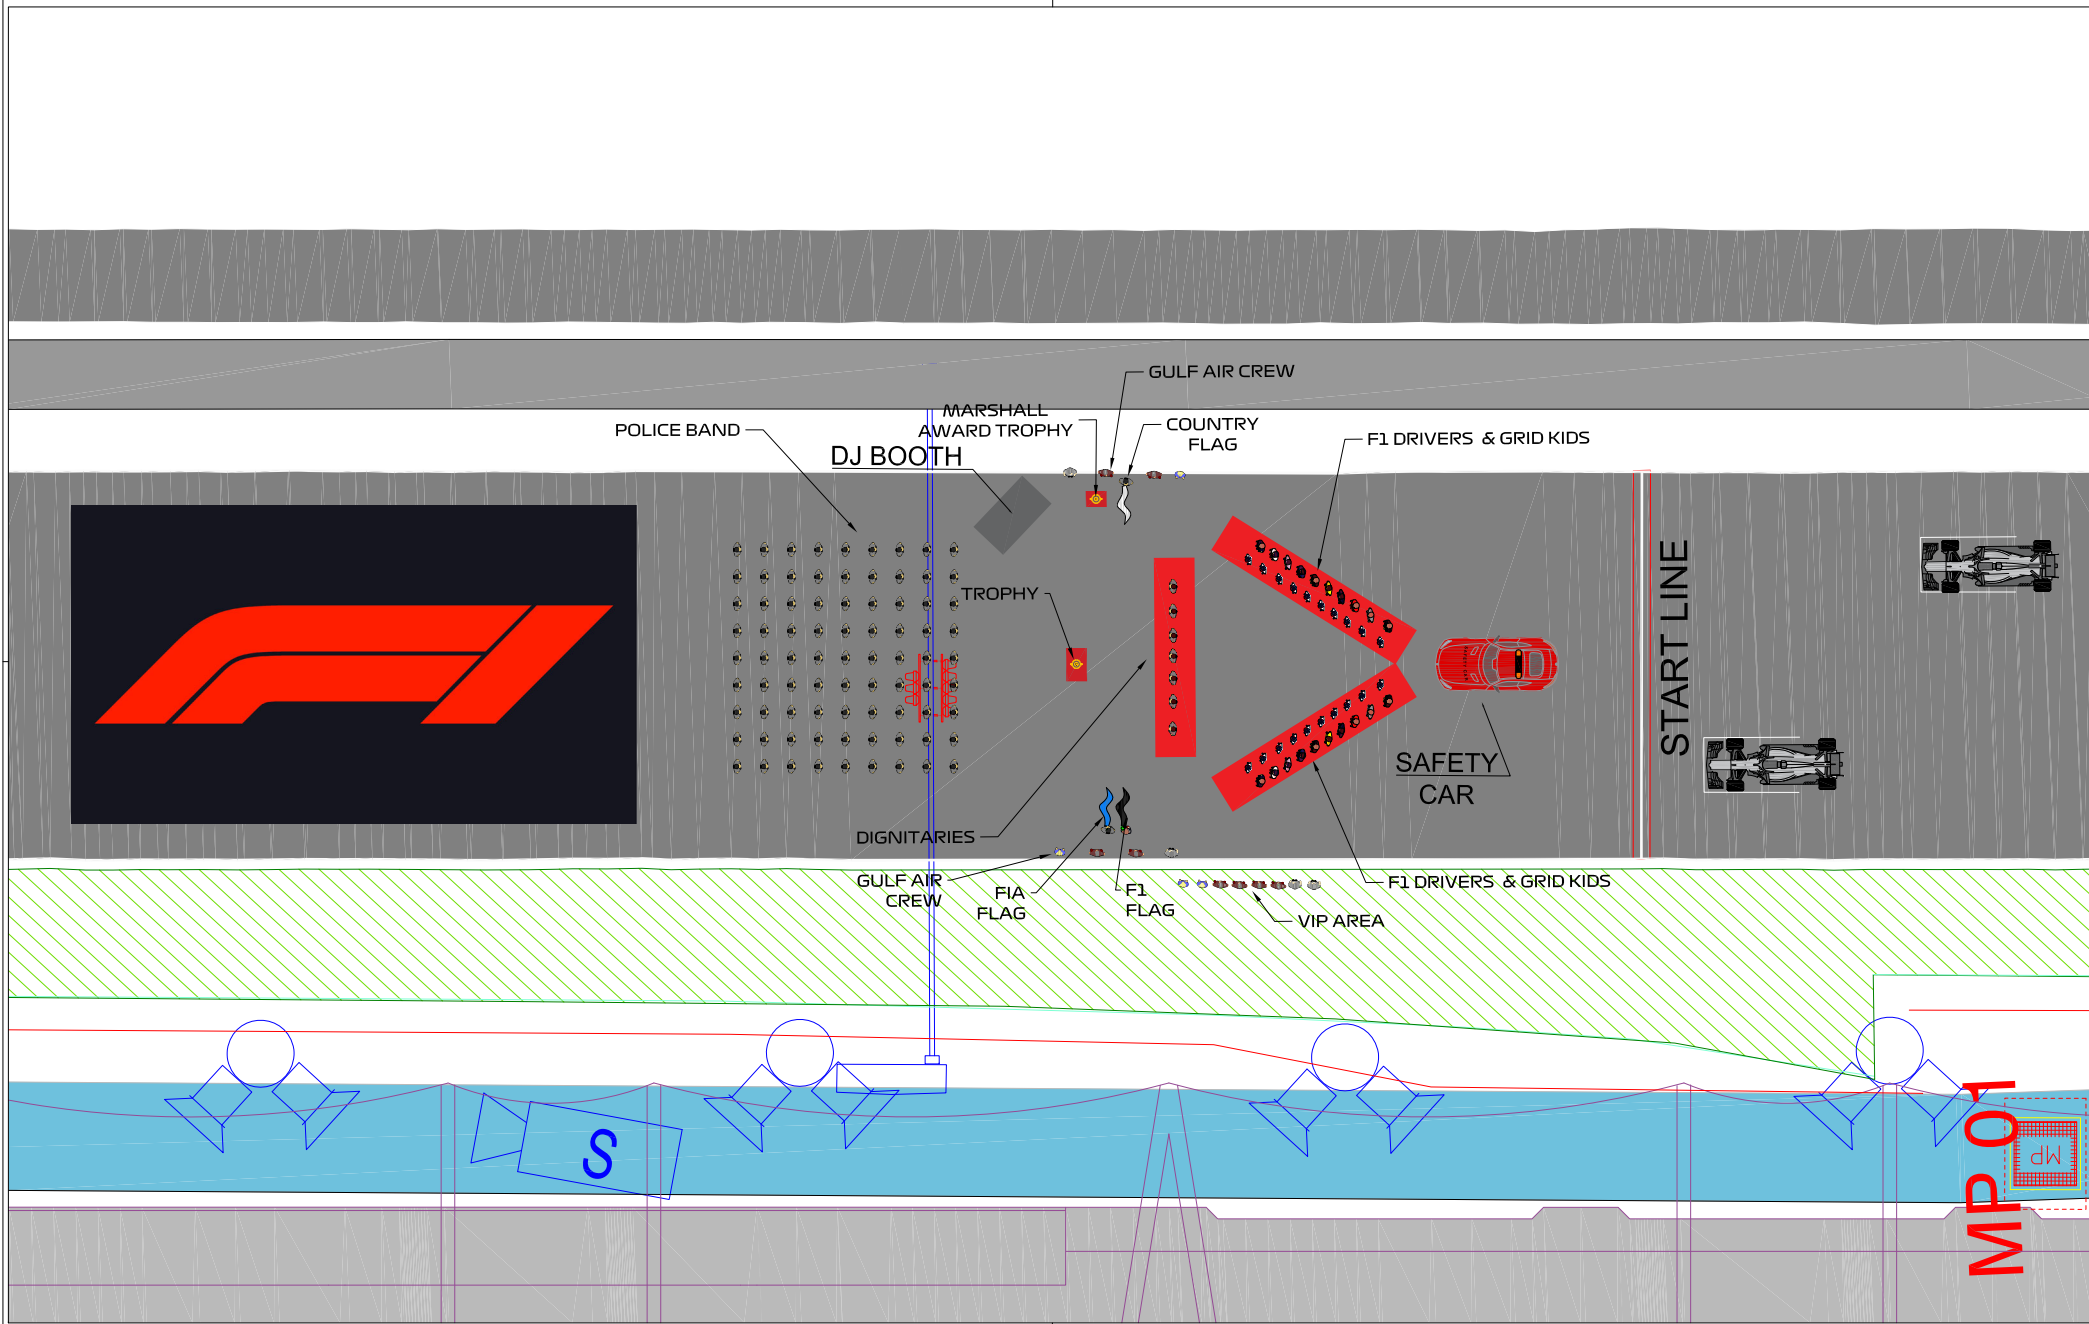 GULF AIR CREW
MARSHALL
AWARD TROPHY
COUNTRY
FLAG
POLICE BAND
F1 DRIVERS & GRID KIDS
DJ BOOTH
TROPHY
START LINE
SAFETY
CAR
DIGNITARIES
GULF AIR
CREW
FIA
FLAG
F1
FLAG
F1 DRIVERS & GRID KIDS
VIP AREA
S
MP 01
MP